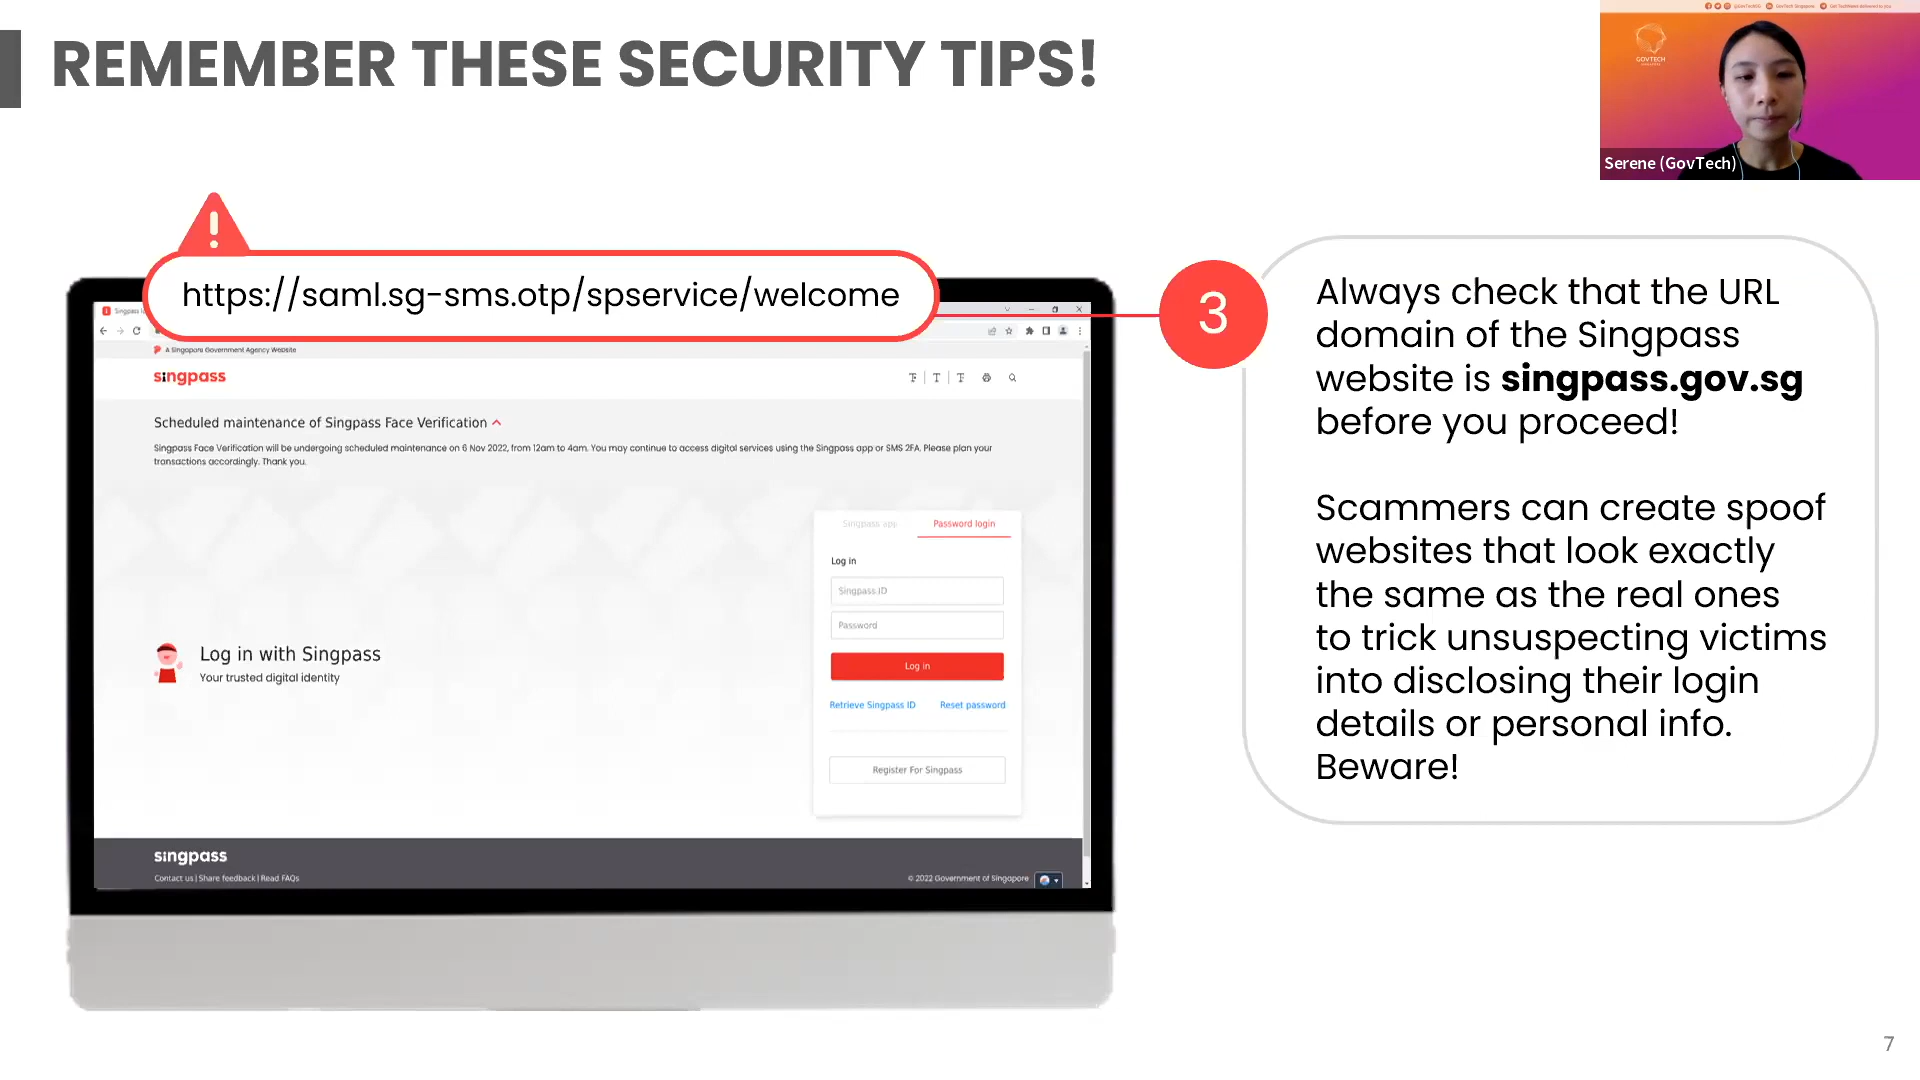 REMEMBER THESE SECURITY TIPS!
GOVTECH
Serene (GovTech)
https://saml.sg-sms.otp/spservice/welcome
A Singapore Government Agency Website
singpass
Scheduled maintenance of Singpass Face Verification
Singpass Face Verification will be undergoing scheduled maintenance on 6 Nov 2022, from 12am to 4am. You may continue to access digital services using the Singpass app or SMS 2FA. Please plan your
transactions accordingly. Thank you.
Singpass app
Password login
Log in
Singpass ID
Password
Log in
Retrieve Singpass ID
Reset password
Register For Singpass
Log in with Singpass
Your trusted digital identity
singpass
Contact us | Share feedback | Read FAQs
© 2022 Government of Singapore
3
Always check that the URL
domain of the Singpass
website is singpass.gov.sg
before you proceed!
Scammers can create spoof
websites that look exactly
the same as the real ones
to trick unsuspecting victims
into disclosing their login
details or personal info.
Beware!
7